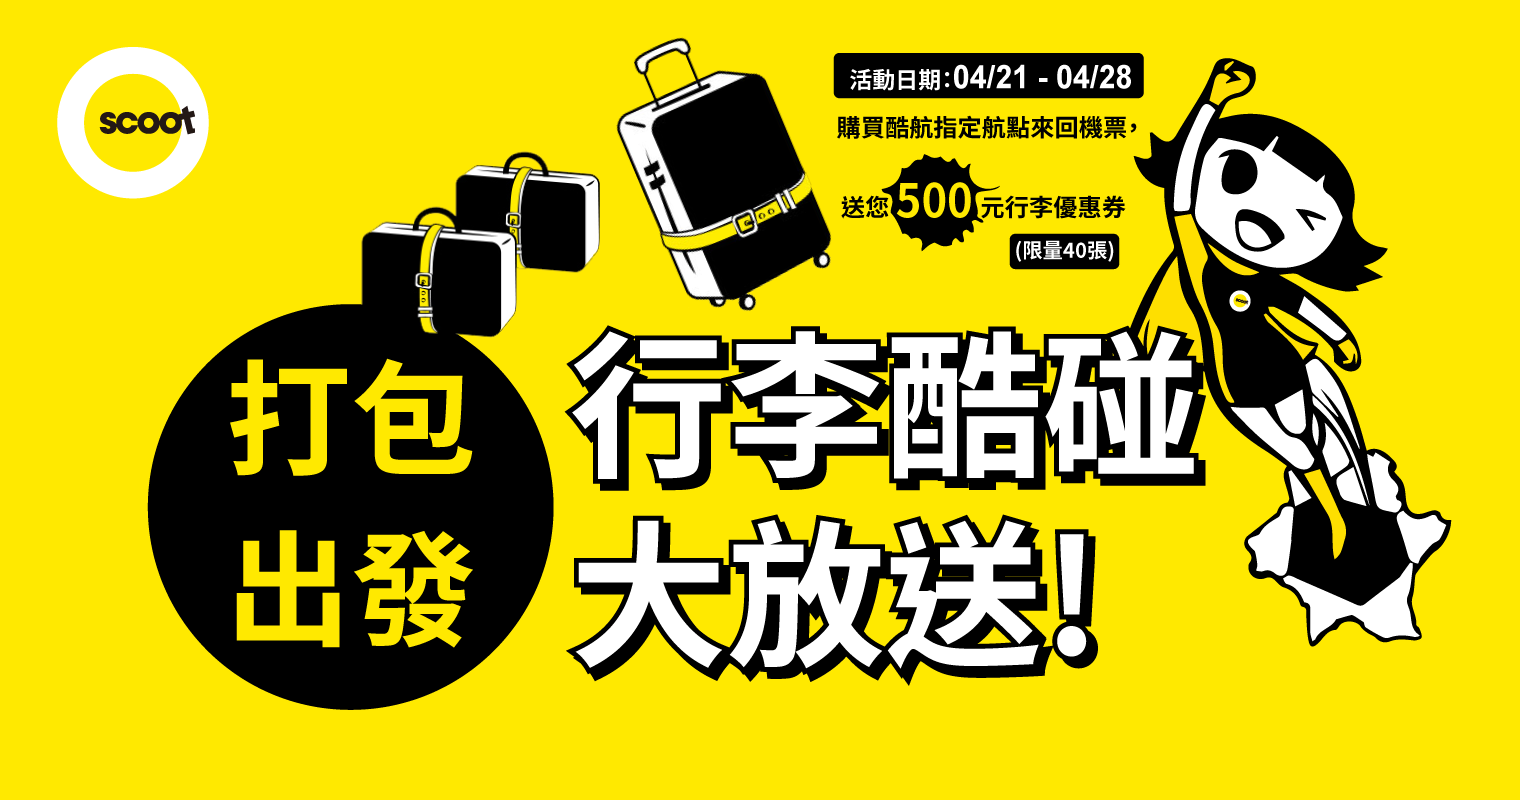 scoot
活動日期：04/21 - 04/28
購買酷航指定航點來回機票，
送您500元行李優惠券
(限量40張)
scoot
打包
出發
行李酷碰
大放送！